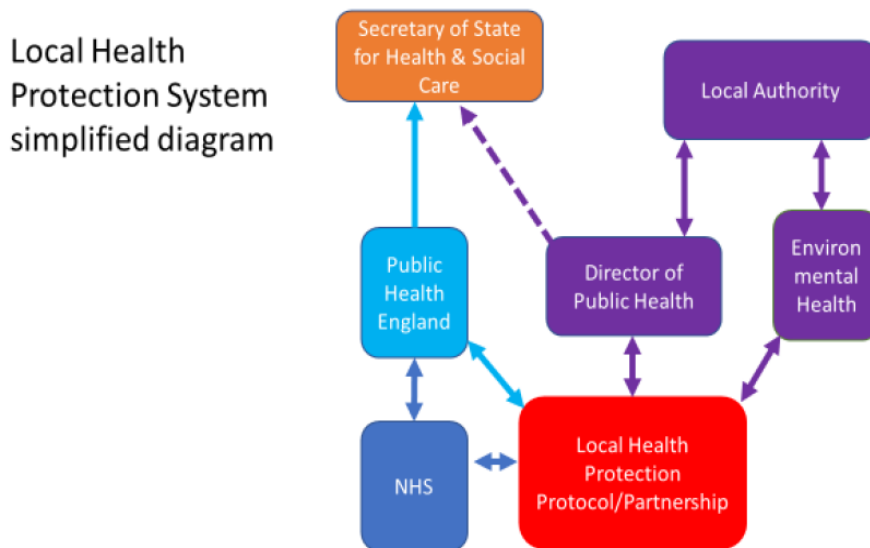 Local Health
Protection System
simplified diagram
Secretary of State
for Health & Social
Care
Local Authority
Public
Health
England
Director of
Public Health
Environ
mental
Health
NHS
Local Health
Protection
Protocol/Partnership